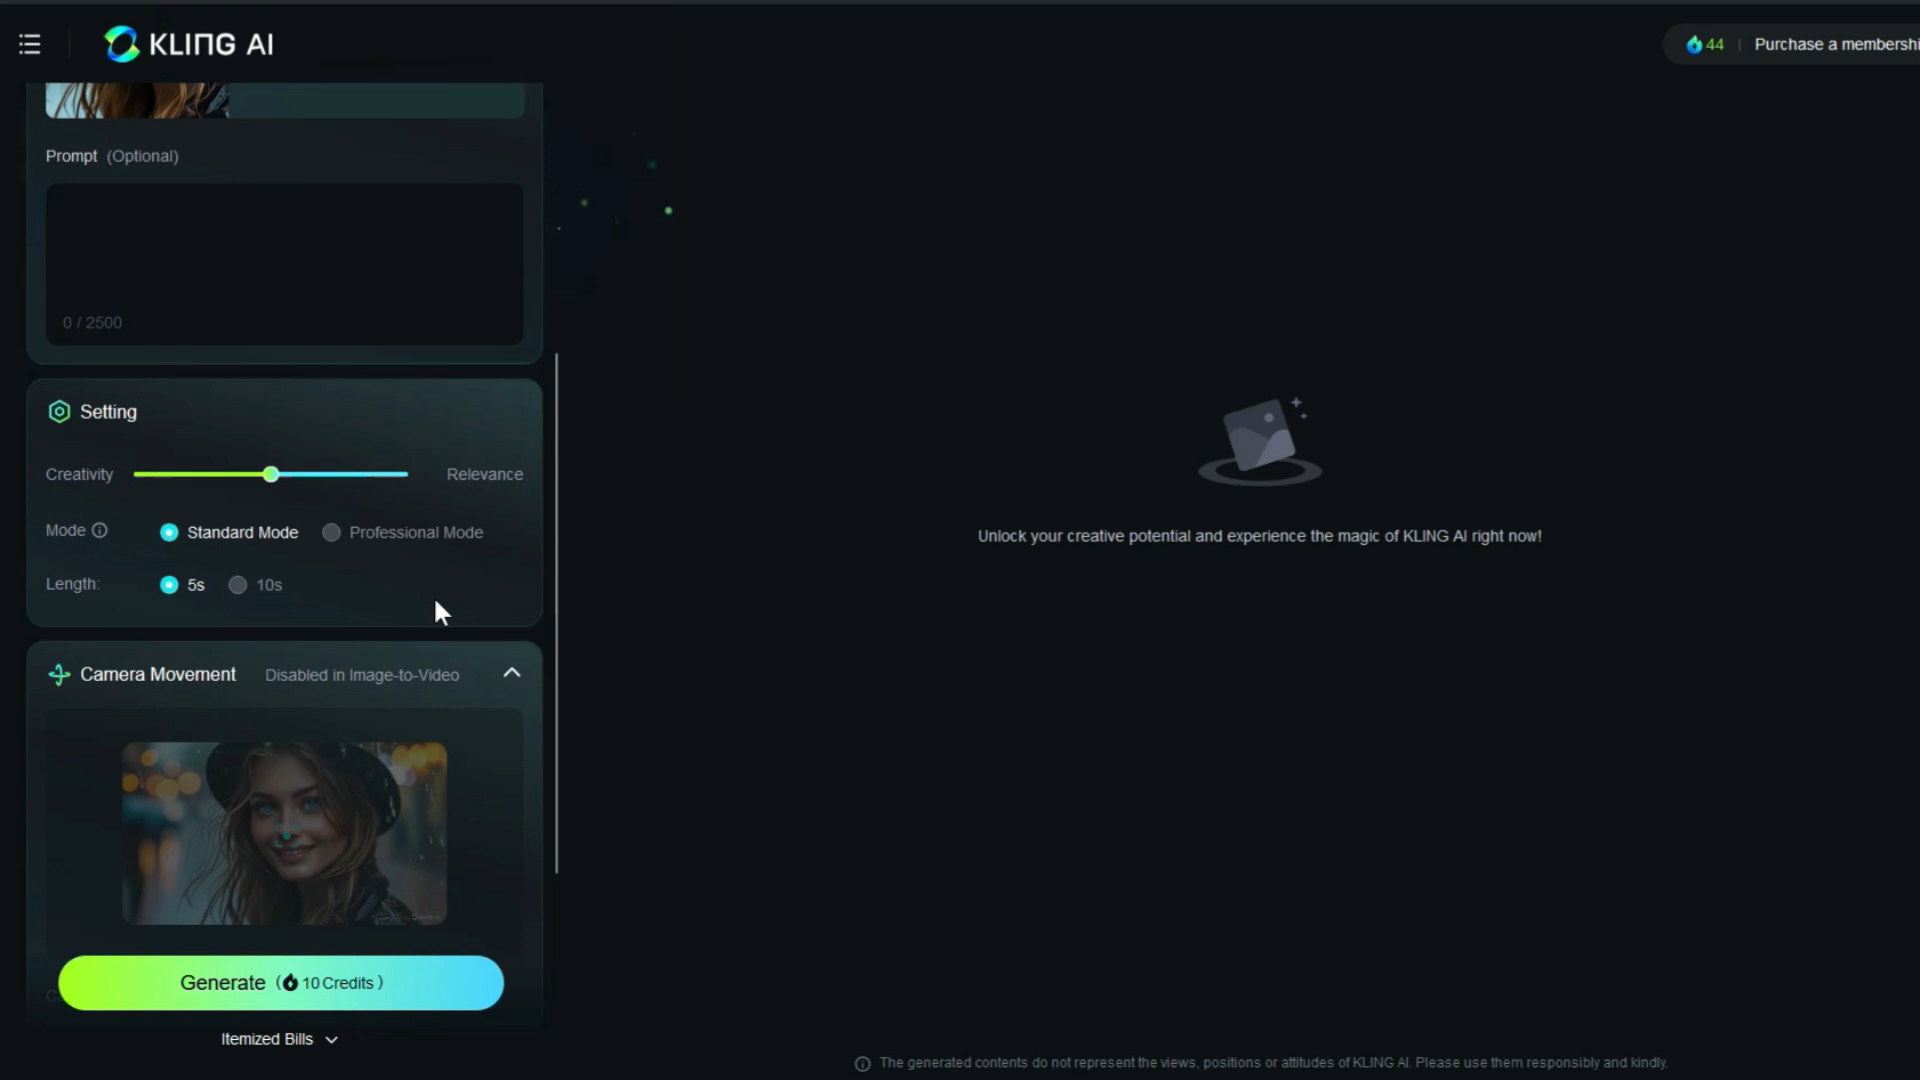 KLING AI
44 | Purchase a membershi
Prompt (Optional)
0 / 2500
Setting
Creativity Relevance
Mode Standard Mode Professional Mode
Length: 5s 10s
Unlock your creative potential and experience the magic of KLING AI right now!
Camera Movement Disabled in Image-to-Video
Generate ( 10 Credits )
Itemized Bills
The generated contents do not represent the views, positions or attitudes of KLING AI. Please use them responsibly and kindly.